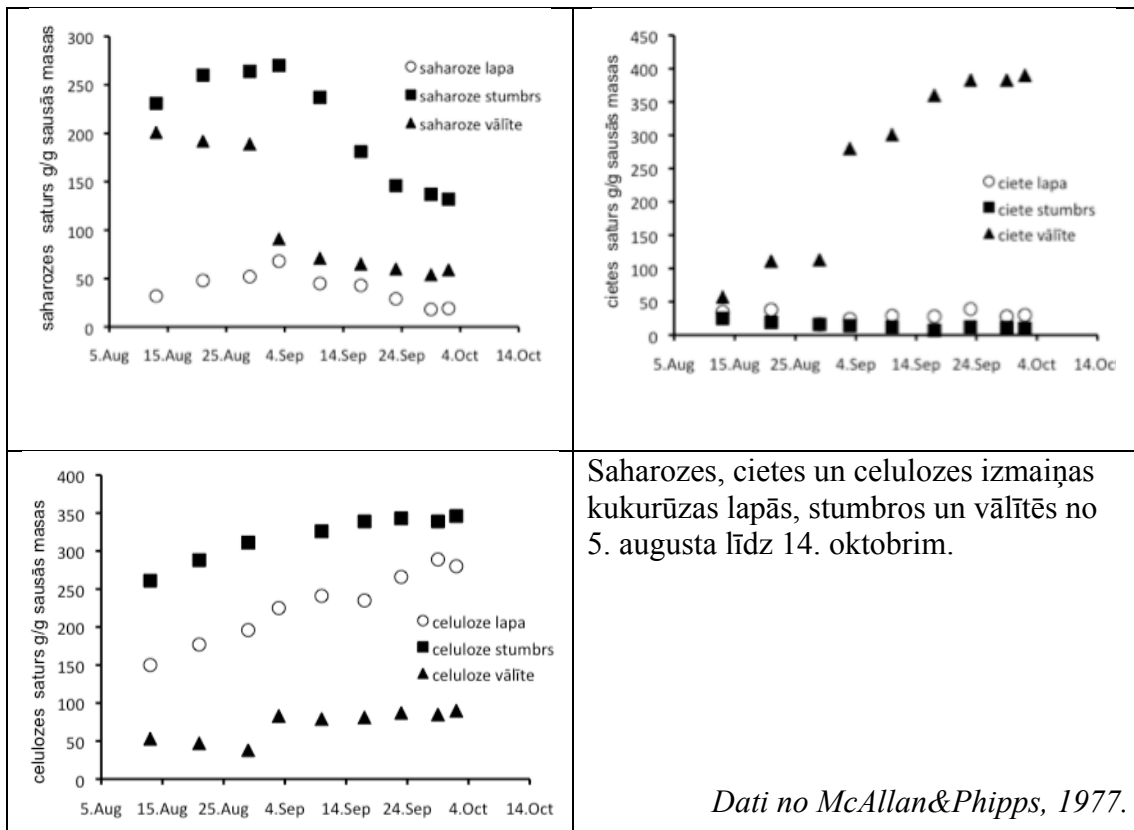 saharozes saturs g/g sausās masas
300
250
200
150
100
50
0
saharoze lapa
saharoze stumbrs
saharoze vālīte
5.Aug 15.Aug 25.Aug 4.Sep 14.Sep 24.Sep 4.Oct 14.Oct
cietes saturs g/g sausās masas
450
400
350
300
250
200
150
100
50
0
ciete lapa
ciete stumbrs
ciete vālīte
5.Aug 15.Aug 25.Aug 4.Sep 14.Sep 24.Sep 4.Oct 14.Oc
celulozes saturs g/g sausās masas
400
350
300
250
200
150
100
50
0
celuloze lapa
celuloze stumbrs
celuloze vālīte
5.Aug 15.Aug 25.Aug 4.Sep 14.Sep 24.Sep 4.Oct 14.Oct
Saharozes, cietes un celulozes izmaiņas
kukurūzas lapās, stumbros un vālītēs no
5. augusta līdz 14. oktobrim.
Dati no McAllan&Phipps, 1977.